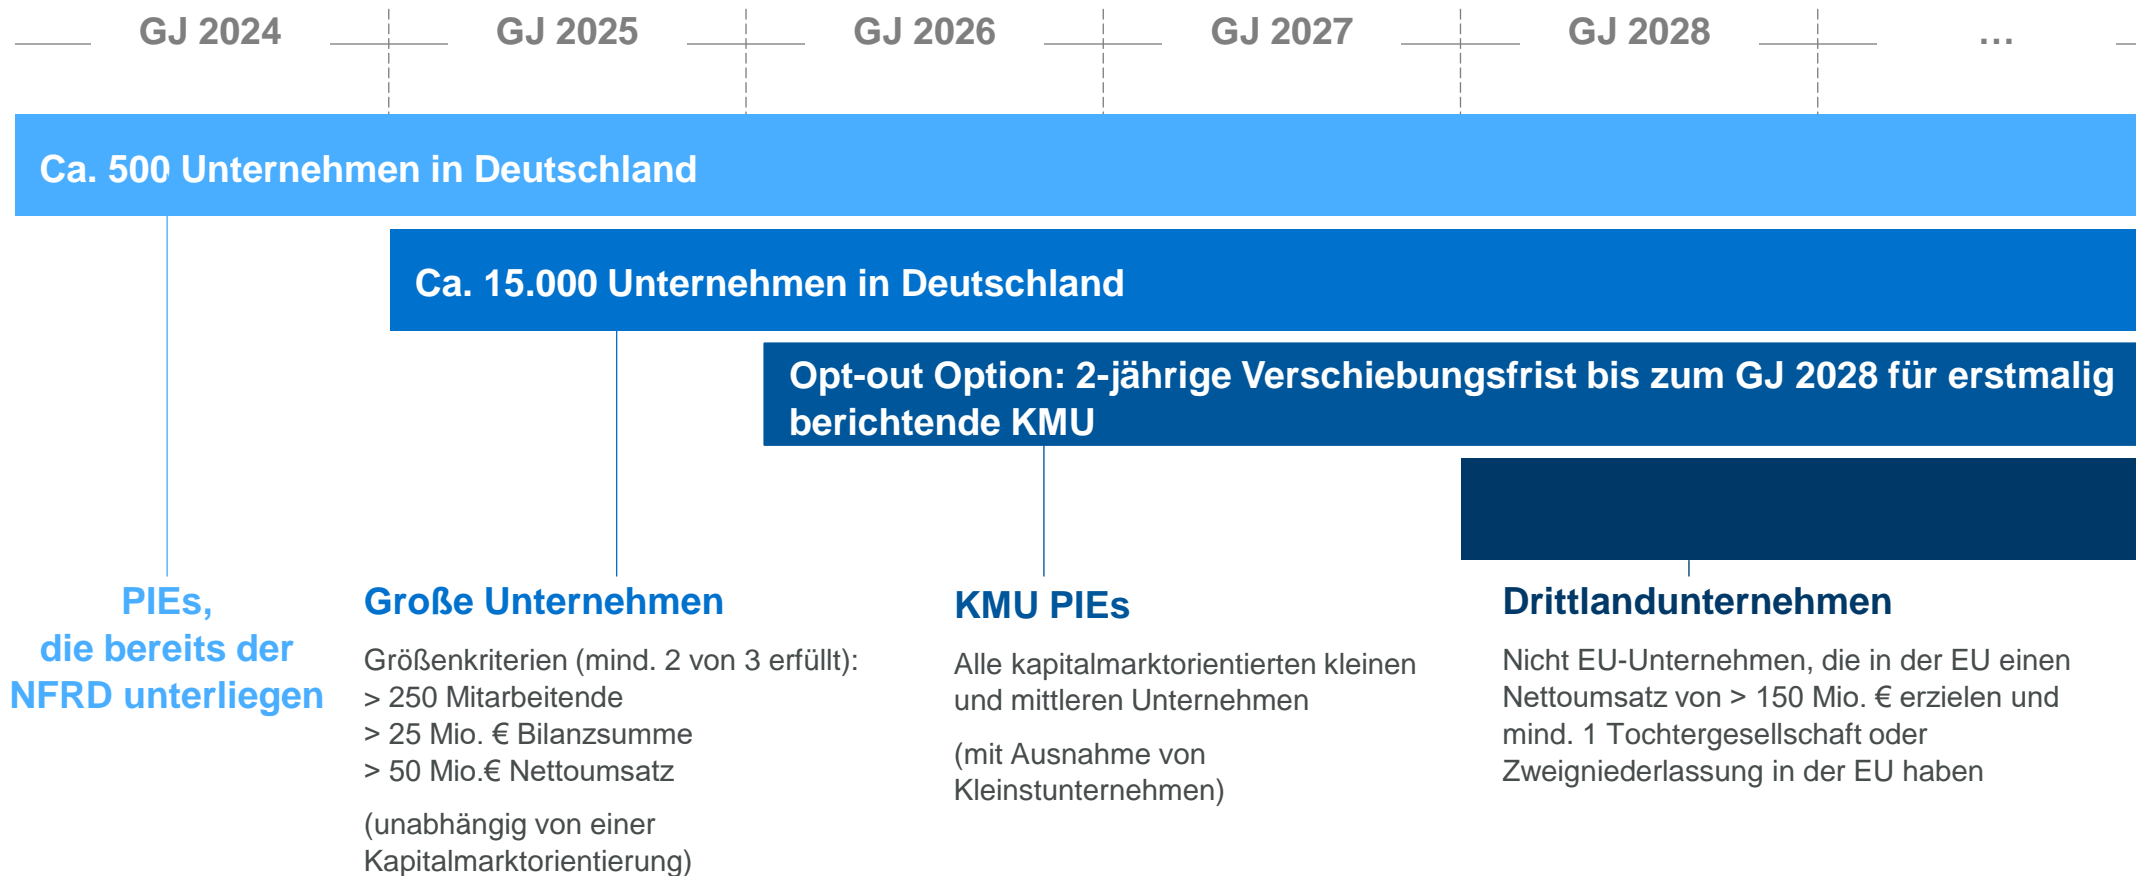 GJ 2024
GJ 2025
GJ 2026
GJ 2027
GJ 2028
…
Ca. 500 Unternehmen in Deutschland
Ca. 15.000 Unternehmen in Deutschland
Opt-out Option: 2-jährige Verschiebungsfrist bis zum GJ 2028 für erstmalig
berichtende KMU
PIEs,
die bereits der
NFRD unterliegen
Große Unternehmen
Größenkriterien (mind. 2 von 3 erfüllt):
> 250 Mitarbeitende
> 25 Mio. € Bilanzsumme
> 50 Mio.€ Nettoumsatz
(unabhängig von einer
Kapitalmarktorientierung)
KMU PIEs
Alle kapitalmarktorientierten kleinen
und mittleren Unternehmen
(mit Ausnahme von
Kleinstunternehmen)
Drittlandunternehmen
Nicht EU-Unternehmen, die in der EU einen
Nettoumsatz von > 150 Mio. € erzielen und
mind. 1 Tochtergesellschaft oder
Zweigniederlassung in der EU haben